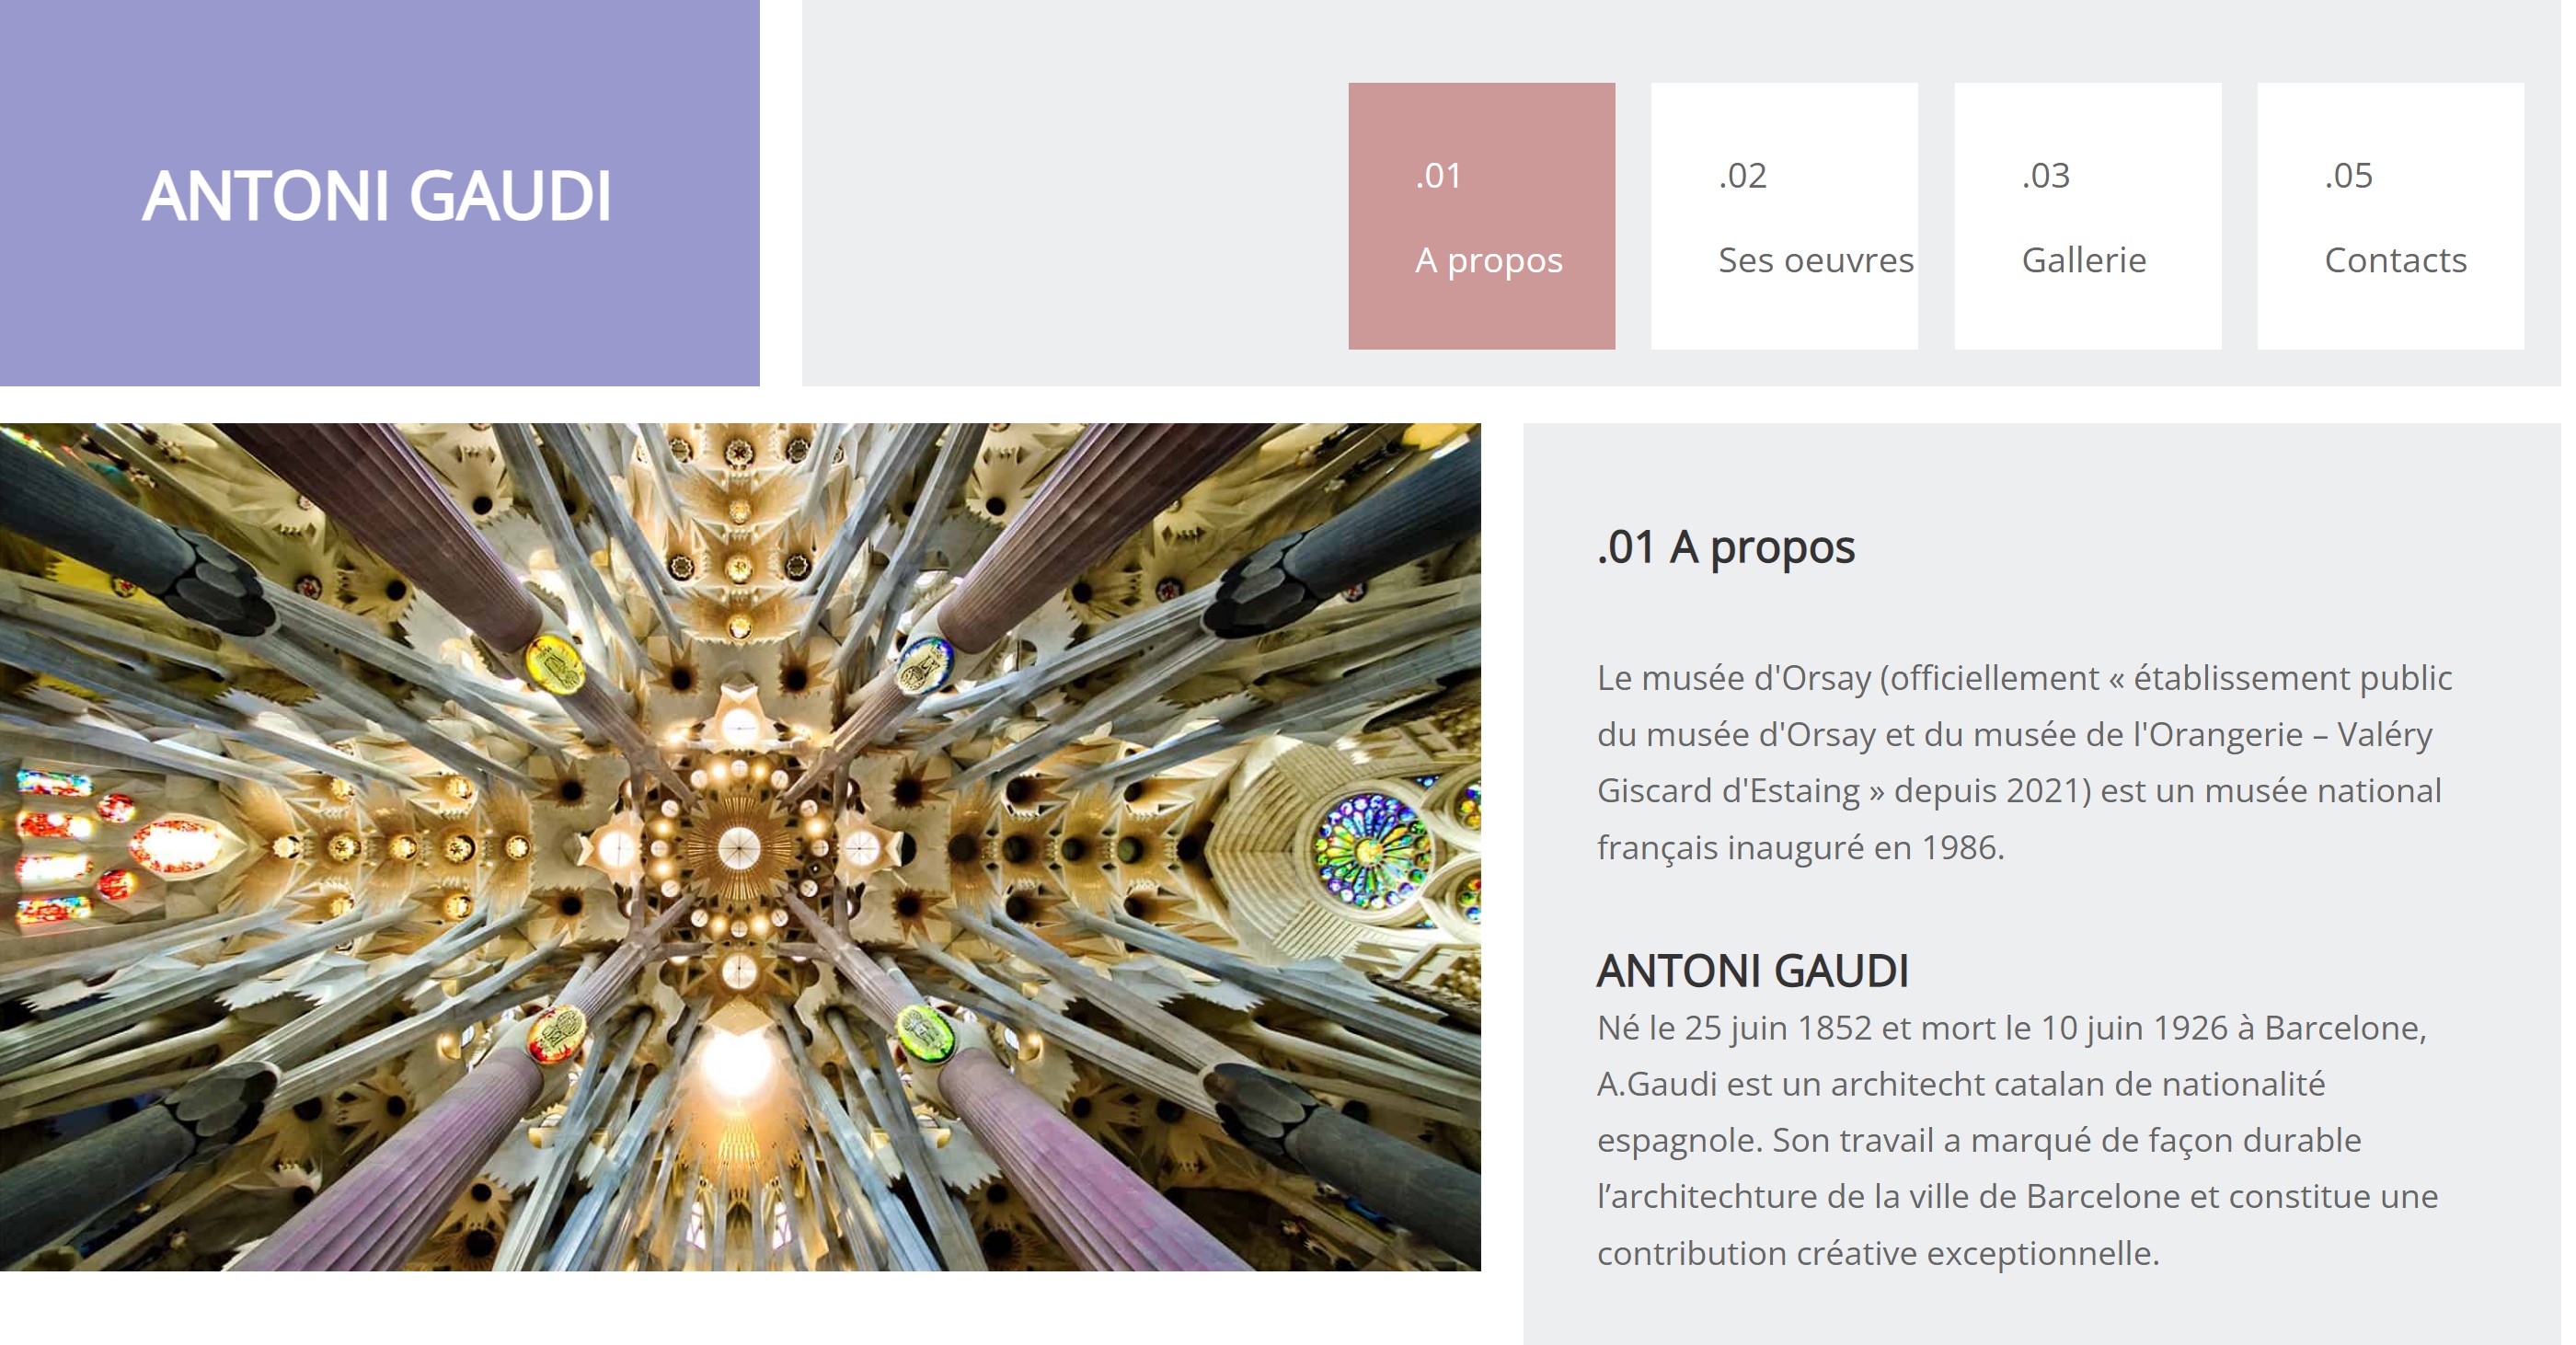 ANTONI GAUDI
.01
A propos
.02
Ses oeuvres
.03
Gallerie
.05
Contacts
.01 A propos
Le musée d'Orsay (officiellement « établissement public
du musée d'Orsay et du musée de l'Orangerie – Valéry
Giscard d'Estaing » depuis 2021) est un musée national
français inauguré en 1986.
ANTONI GAUDI
Né le 25 juin 1852 et mort le 10 juin 1926 à Barcelone,
A.Gaudi est un architecht catalan de nationalité
espagnole. Son travail a marqué de façon durable
l’architechture de la ville de Barcelone et constitue une
contribution créative exceptionnelle.